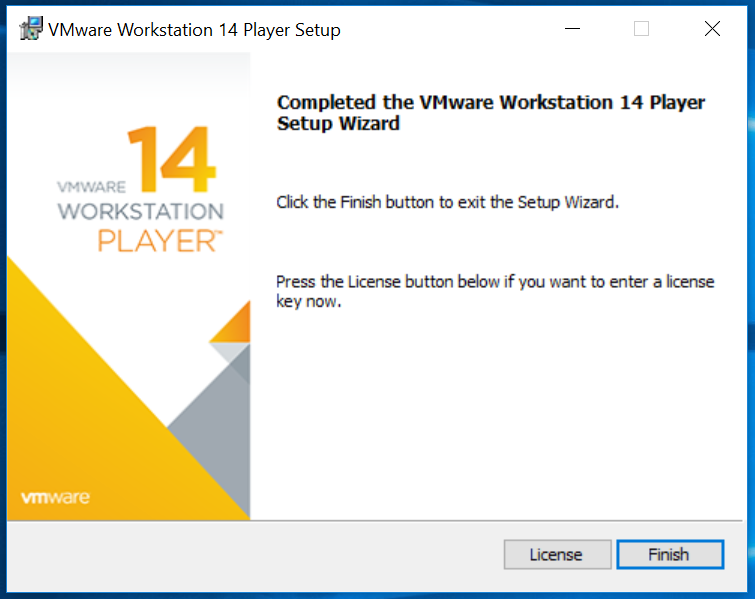 VMware Workstation 14 Player Setup
14
VMWARE
WORKSTATION
PLAYER™
vmware
Completed the VMware Workstation 14 Player
Setup Wizard
Click the Finish button to exit the Setup Wizard.
Press the License button below if you want to enter a license
key now.
License
Finish